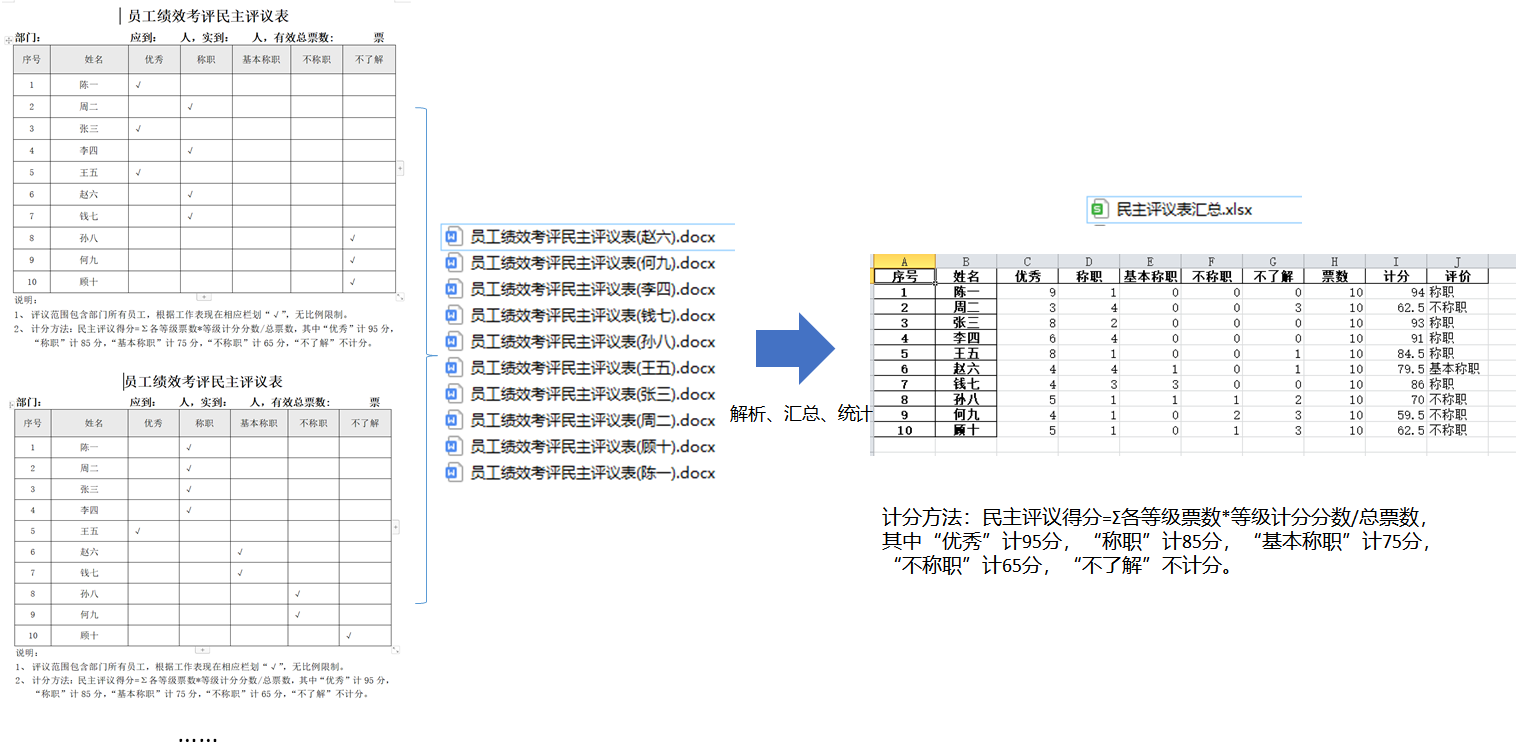 员工绩效考评民主评议表
部门： 应到： 人，实到： 人，有效总票数： 票
序号 姓名 优秀 称职 基本称职 不称职 不了解
1 陈一 √
2 周二 √
3 张三 √
4 李四 √
5 王五 √
6 赵六 √
7 钱七 √
8 孙八 √
9 何九 √
10 顾十 √
说明：
1、 评议范围包含部门所有员工，根据工作表现在相应栏划“√”，无比例限制。
2、 计分方法：民主评议得分=Σ各等级票数*等级计分分数/总票数，其中“优秀”计 95 分，
“称职”计 85 分，“基本称职”计 75 分，“不称职”计 65 分，“不了解”不计分。
员工绩效考评民主评议表
部门： 应到： 人，实到： 人，有效总票数： 票
序号 姓名 优秀 称职 基本称职 不称职 不了解
1 陈一 √
2 周二 √
3 张三 √
4 李四 √
5 王五 √
6 赵六 √
7 钱七 √
8 孙八 √
9 何九 √
10 顾十 √
说明：
1、 评议范围包含部门所有员工，根据工作表现在相应栏划“√”，无比例限制。
2、 计分方法：民主评议得分=Σ各等级票数*等级计分分数/总票数，其中“优秀”计 95 分，
“称职”计 85 分，“基本称职”计 75 分，“不称职”计 65 分，“不了解”不计分。
……
员工绩效考评民主评议表(赵六).docx
员工绩效考评民主评议表(何九).docx
员工绩效考评民主评议表(李四).docx
员工绩效考评民主评议表(钱七).docx
员工绩效考评民主评议表(孙八).docx
员工绩效考评民主评议表(王五).docx
员工绩效考评民主评议表(张三).docx
员工绩效考评民主评议表(周二).docx
员工绩效考评民主评议表(顾十).docx
员工绩效考评民主评议表(陈一).docx
解析、汇总、统计
民主评议表汇总.xlsx
A B C D E F G H I J
序号 姓名 优秀 称职 基本称职 不称职 不了解 票数 计分 评价
1 陈一 9 1 0 0 0 10 94 称职
2 周二 3 4 0 0 3 10 62.5 不称职
3 张三 8 2 0 0 0 10 93 称职
4 李四 6 4 0 0 0 10 91 称职
5 王五 8 1 0 0 1 10 84.5 称职
6 赵六 4 4 1 0 1 10 79.5 基本称职
7 钱七 4 3 3 0 0 10 86 称职
8 孙八 5 1 1 1 2 10 70 不称职
9 何九 4 1 0 2 3 10 59.5 不称职
10 顾十 5 1 0 1 3 10 62.5 不称职
计分方法：民主评议得分=Σ各等级票数*等级计分分数/总票数，
其中“优秀”计95分，“称职”计85分，“基本称职”计75分，
“不称职”计65分，“不了解”不计分。